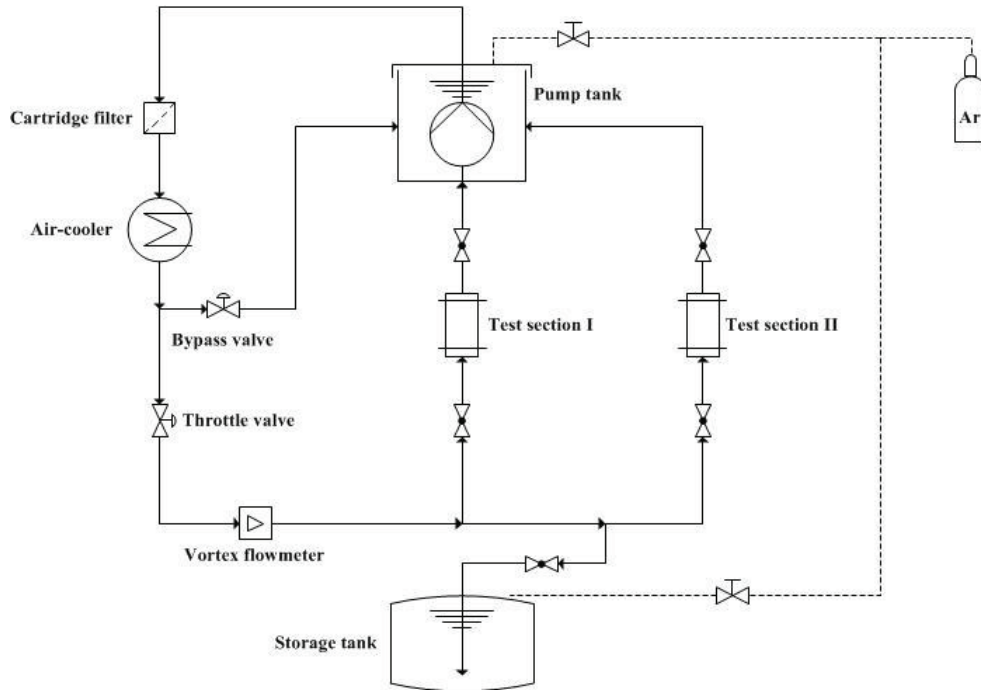 Pump tank
Ar
Cartridge filter
Air-cooler
Bypass valve
Test section I
Test section II
Throttle valve
Vortex flowmeter
Storage tank